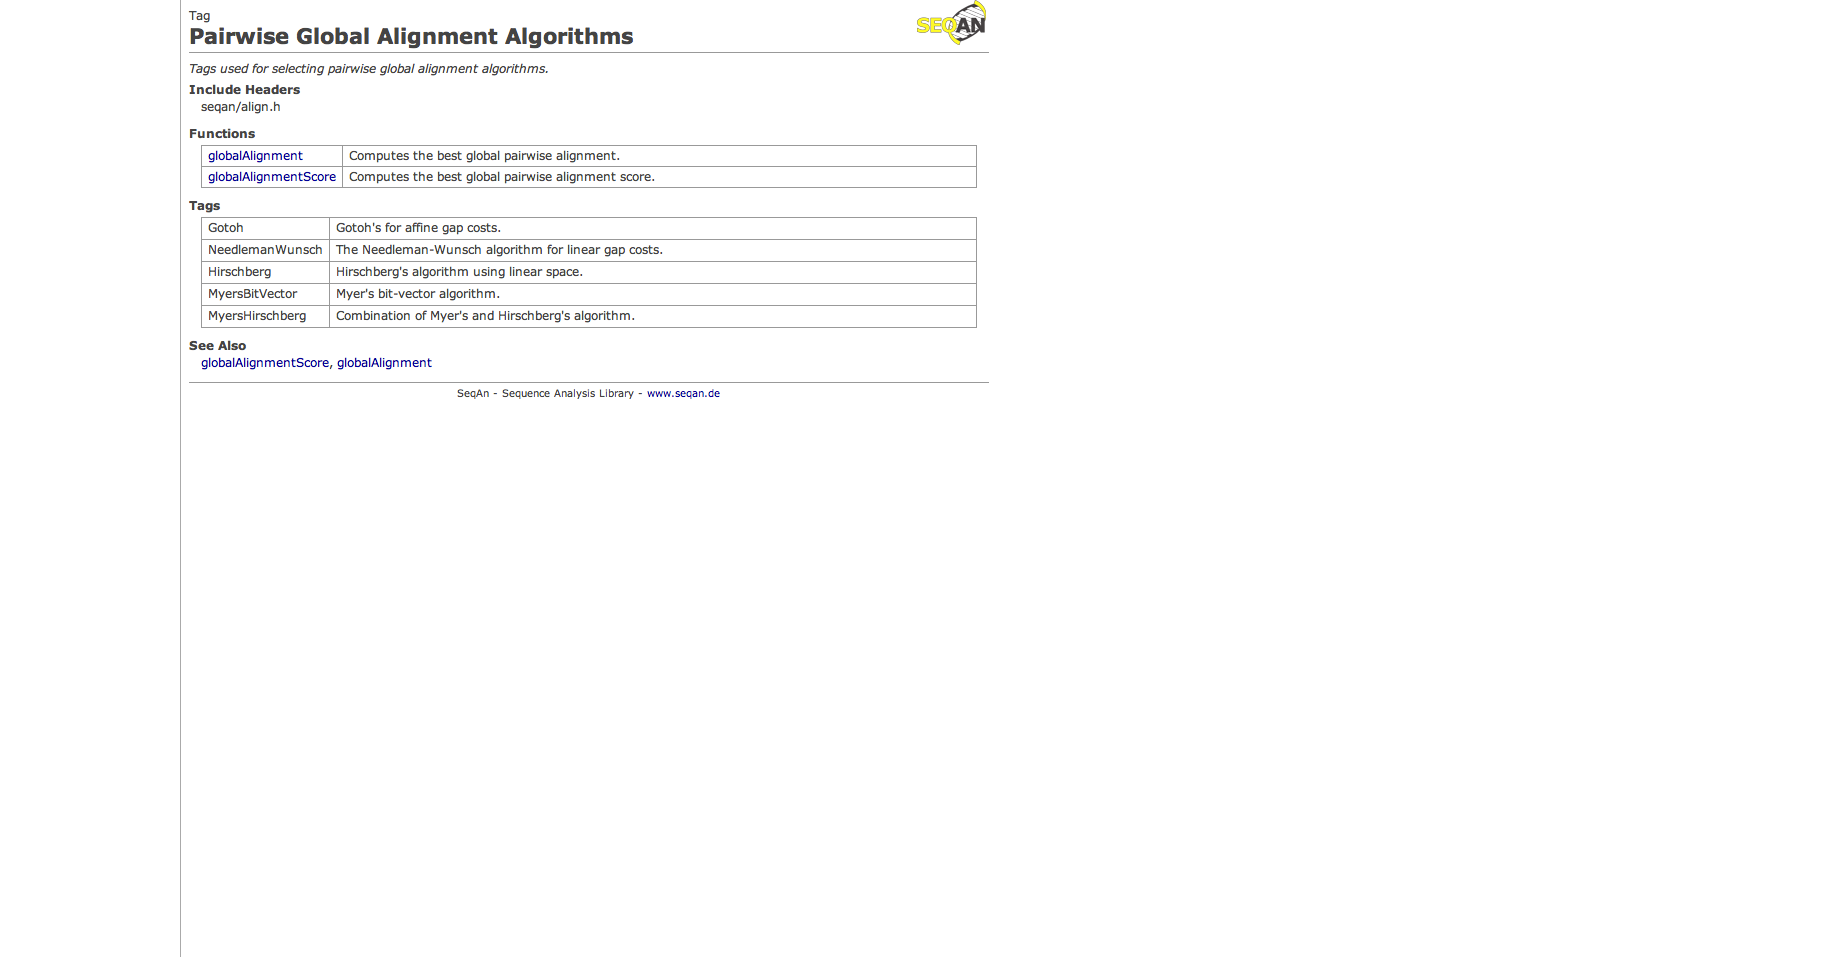 Tag
SEQAN
Pairwise Global Alignment Algorithms
Tags used for selecting pairwise global alignment algorithms.
Include Headers
seqan/align.h
Functions
globalAlignment Computes the best global pairwise alignment.
globalAlignmentScore Computes the best global pairwise alignment score.
Tags
Gotoh Gotoh's for affine gap costs.
NeedlemanWunsch The Needleman-Wunsch algorithm for linear gap costs.
Hirschberg Hirschberg's algorithm using linear space.
MyersBitVector Myer's bit-vector algorithm.
MyersHirschberg Combination of Myer's and Hirschberg's algorithm.
See Also
globalAlignmentScore, globalAlignment
SeqAn - Sequence Analysis Library - www.seqan.de